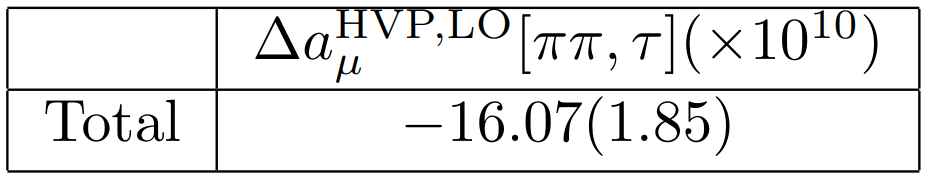 Δa_μ^{HVP,LO}[ππ, τ](×10^{10})
Total −16.07(1.85)